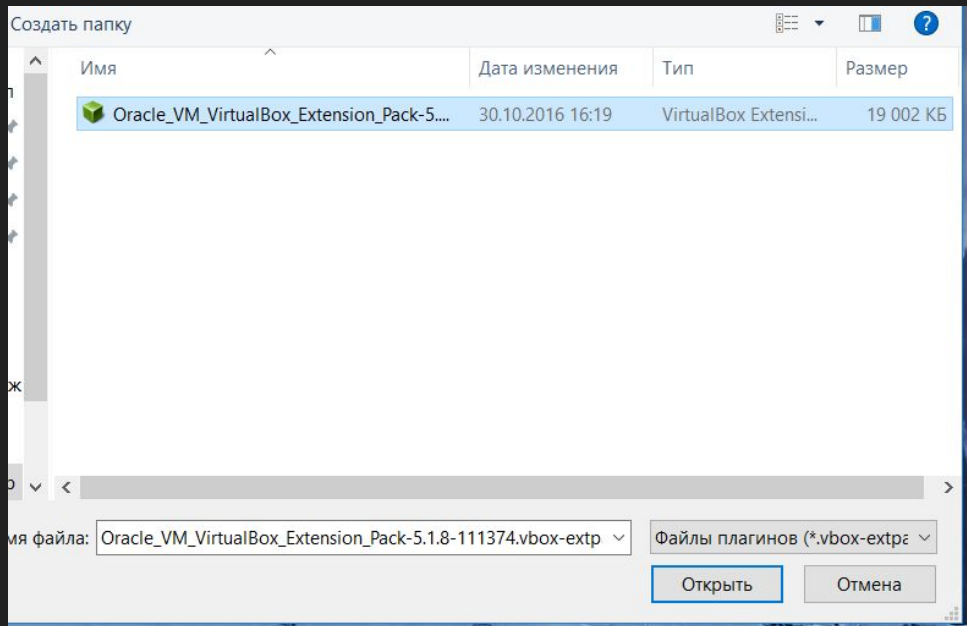 Создать папку
Имя Дата изменения Тип Размер
Oracle_VM_VirtualBox_Extension_Pack-5.... 30.10.2016 16:19 VirtualBox Extensi... 19 002 КБ
мя файла: Oracle_VM_VirtualBox_Extension_Pack-5.1.8-111374.vbox-extp Файлы плагинов (*.vbox-extpa
Открыть Отмена